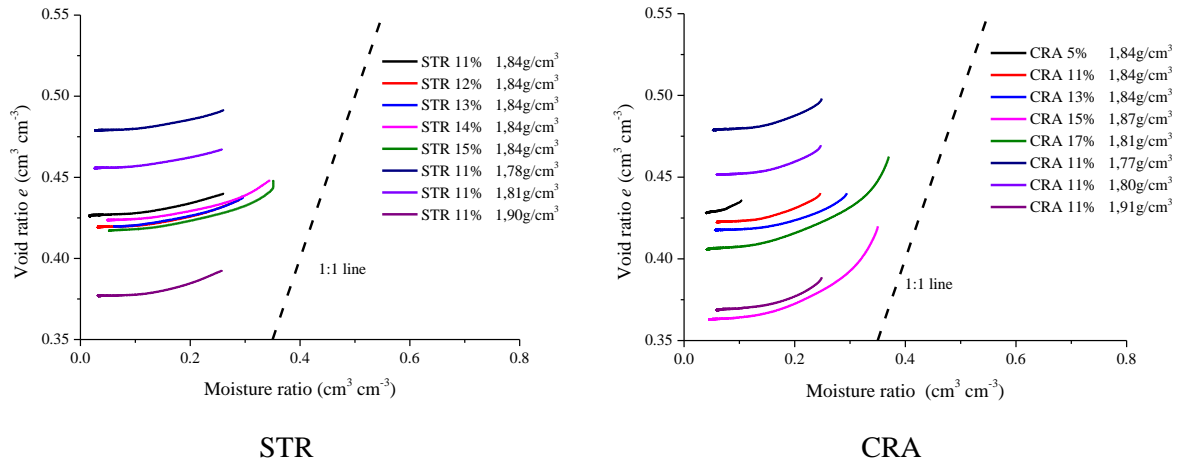 0.55
0.50
0.45
0.40
0.35
Void ratio e (cm³ cm⁻³)
STR 11% 1,84g/cm³
STR 12% 1,84g/cm³
STR 13% 1,84g/cm³
STR 14% 1,84g/cm³
STR 15% 1,84g/cm³
STR 11% 1,78g/cm³
STR 11% 1,81g/cm³
STR 11% 1,90g/cm³
1:1 line
0.0 0.2 0.4 0.6 0.8
Moisture ratio (cm³ cm⁻³)
STR
0.55
0.50
0.45
0.40
0.35
Void ratio e (cm³ cm⁻³)
CRA 5% 1,84g/cm³
CRA 11% 1,84g/cm³
CRA 13% 1,84g/cm³
CRA 15% 1,87g/cm³
CRA 17% 1,81g/cm³
CRA 11% 1,77g/cm³
CRA 11% 1,80g/cm³
CRA 11% 1,91g/cm³
1:1 line
0.0 0.2 0.4 0.6 0.8
Moisture ratio (cm³ cm⁻³)
CRA